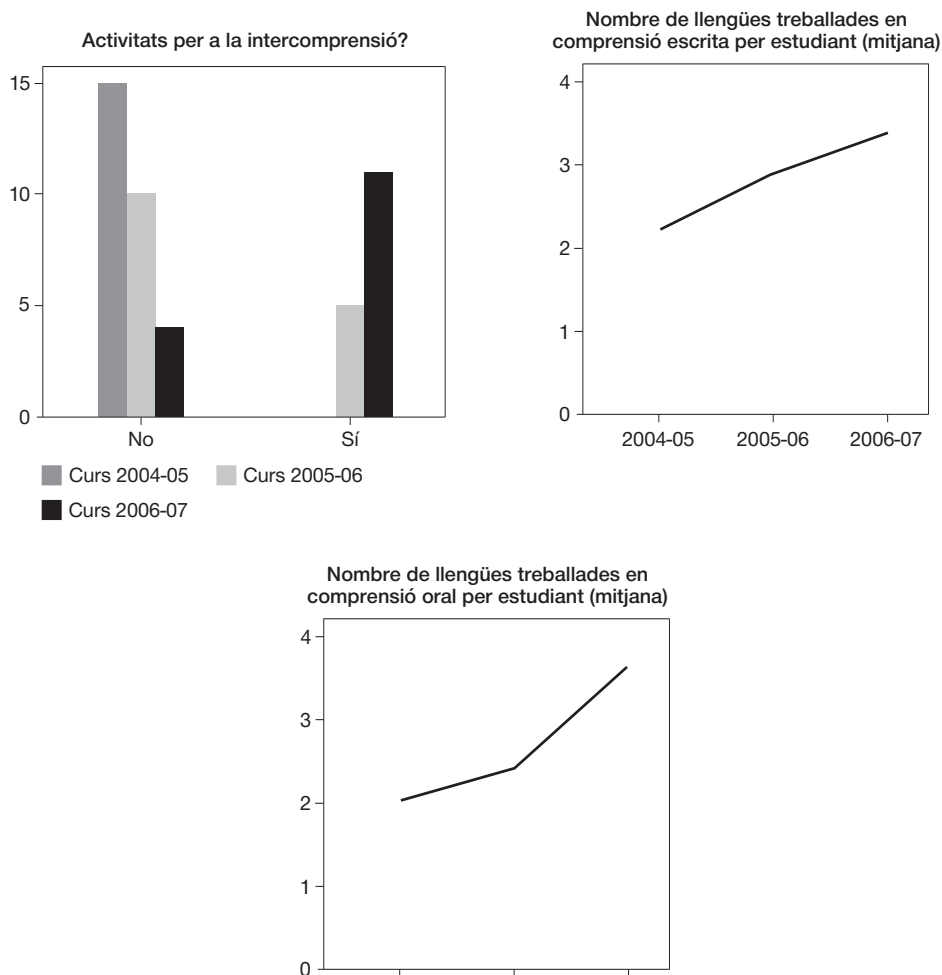 Activitats per a la intercomprensió?
15
10
5
0
No
Sí
Curs 2004-05
Curs 2005-06
Curs 2006-07
Nombre de llengües treballades en
comprensió escrita per estudiant (mitjana)
4
3
2
1
0
2004-05
2005-06
2006-07
Nombre de llengües treballades en
comprensió oral per estudiant (mitjana)
4
3
2
1
0